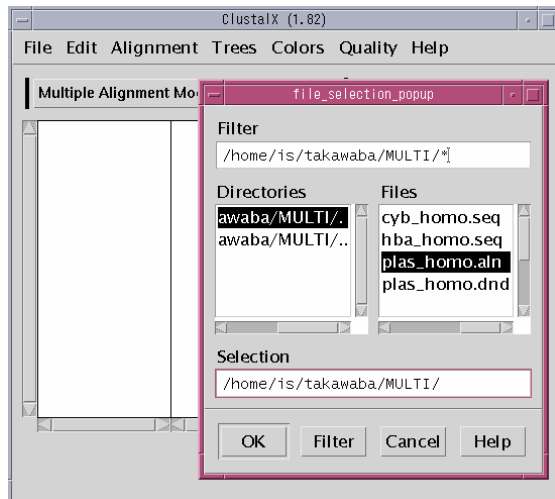 ClustalX (1.82)
File Edit Alignment Trees Colors Quality Help
Multiple Alignment Mo
file_selection_popup
Filter
/home/is/takawaba/MULTI/*
Directories
awaba/MULTI/.
awaba/MULTI/..
Files
cyb_homo.seq
hba_homo.seq
plas_homo.aln
plas_homo.dnd
Selection
/home/is/takawaba/MULTI/
OK Filter Cancel Help